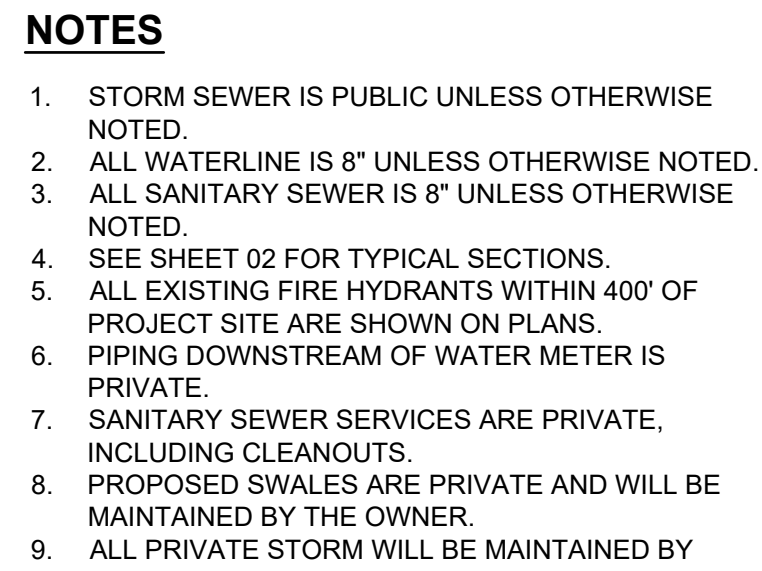 NOTES
1. STORM SEWER IS PUBLIC UNLESS OTHERWISE
NOTED.
2. ALL WATERLINE IS 8" UNLESS OTHERWISE NOTED.
3. ALL SANITARY SEWER IS 8" UNLESS OTHERWISE
NOTED.
4. SEE SHEET 02 FOR TYPICAL SECTIONS.
5. ALL EXISTING FIRE HYDRANTS WITHIN 400' OF
PROJECT SITE ARE SHOWN ON PLANS.
6. PIPING DOWNSTREAM OF WATER METER IS
PRIVATE.
7. SANITARY SEWER SERVICES ARE PRIVATE,
INCLUDING CLEANOUTS.
8. PROPOSED SWALES ARE PRIVATE AND WILL BE
MAINTAINED BY THE OWNER.
9. ALL PRIVATE STORM WILL BE MAINTAINED BY